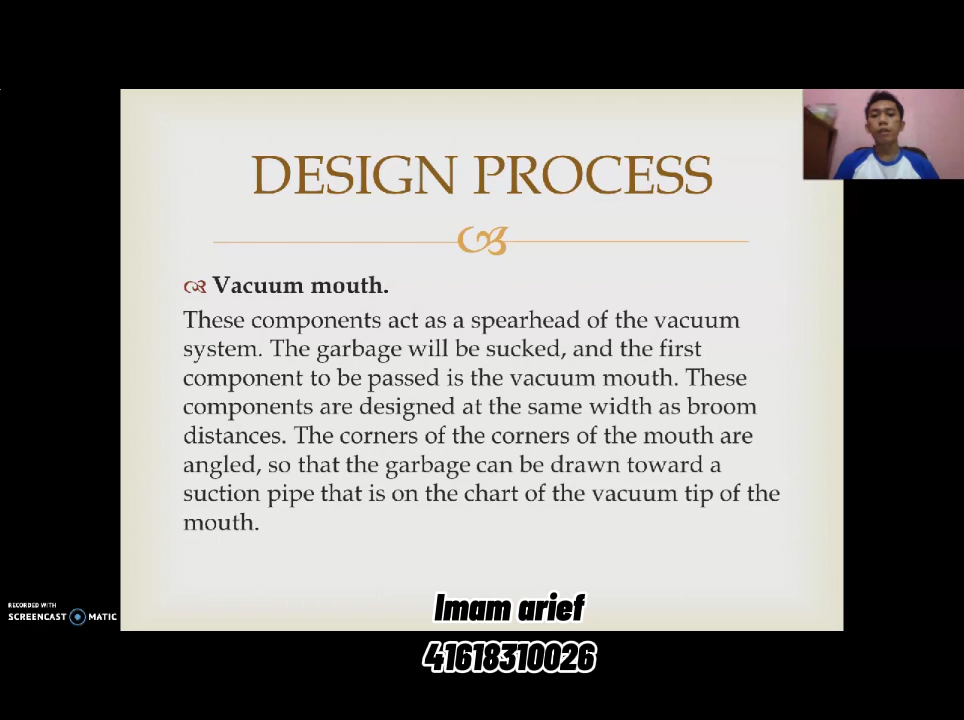 DESIGN PROCESS
Vacuum mouth.
These components act as a spearhead of the vacuum
system. The garbage will be sucked, and the first
component to be passed is the vacuum mouth. These
components are designed at the same width as broom
distances. The corners of the corners of the mouth are
angled, so that the garbage can be drawn toward a
suction pipe that is on the chart of the vacuum tip of the
mouth.
RECORDED WITH
SCREENCAST MATIC
Imam arief
41618310026